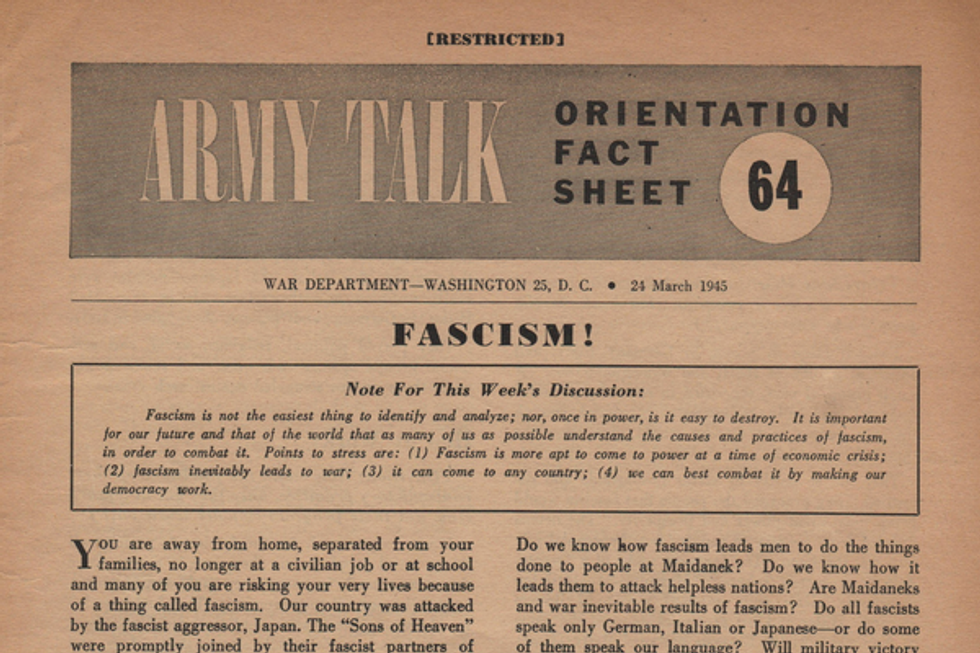 [RESTRICTED]
ARMY TALK
ORIENTATION
FACT
SHEET
64
WAR DEPARTMENT—WASHINGTON 25, D. C. ● 24 March 1945
FASCISM!
Note For This Week's Discussion:
Fascism is not the easiest thing to identify and analyze; nor, once in power, is it easy to destroy. It is important
for our future and that of the world that as many of us as possible understand the causes and practices of fascism,
in order to combat it. Points to stress are: (1) Fascism is more apt to come to power at a time of economic crisis;
(2) fascism inevitably leads to war; (3) it can come to any country; (4) we can best combat it by making our
democracy work.
YOU are away from home, separated from your
families, no longer at a civilian job or at school
and many of you are risking your very lives because
of a thing called fascism. Our country was attacked
by the fascist aggressor, Japan. The “Sons of Heaven”
were promptly joined by their fascist partners of
Do we know how fascism leads men to do the things
done to people at Maidanek? Do we know how it
leads them to attack helpless nations? Are Maidaneks
and war inevitable results of fascism? Do all fascists
speak only German, Italian or Japanese—or do some
of them speak our language? Will military victory